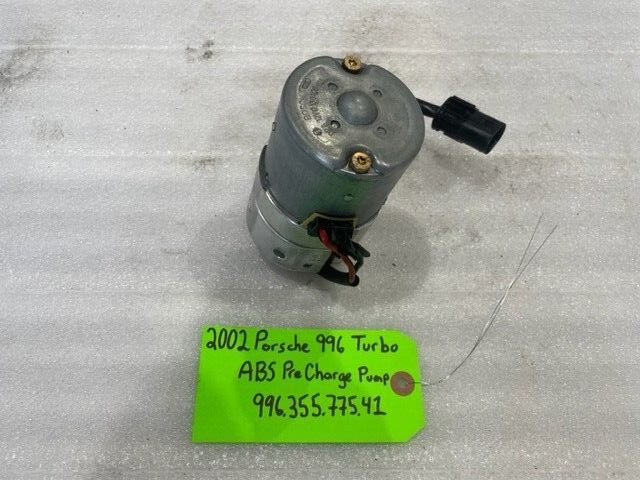 2002 Porsche 996 Turbo
ABS Pre Charge Pump
996.355.775.41